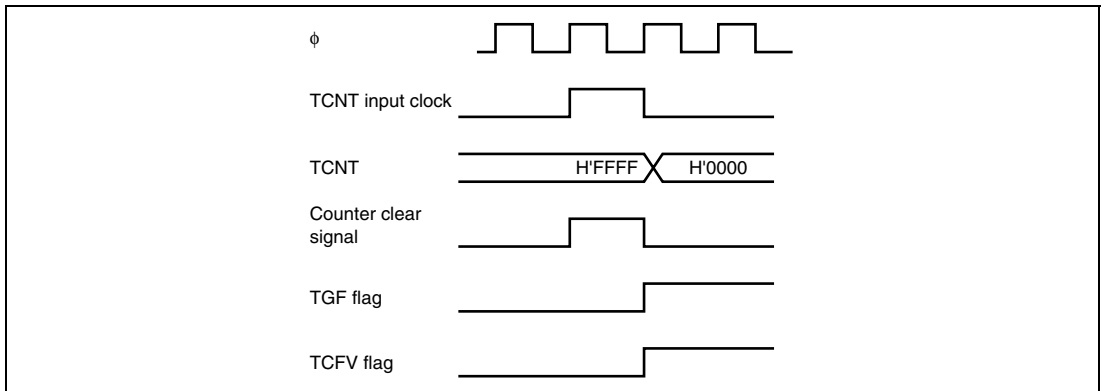 ϕ
TCNT input clock
TCNT
H'FFFF
H'0000
Counter clear
signal
TGF flag
TCFV flag